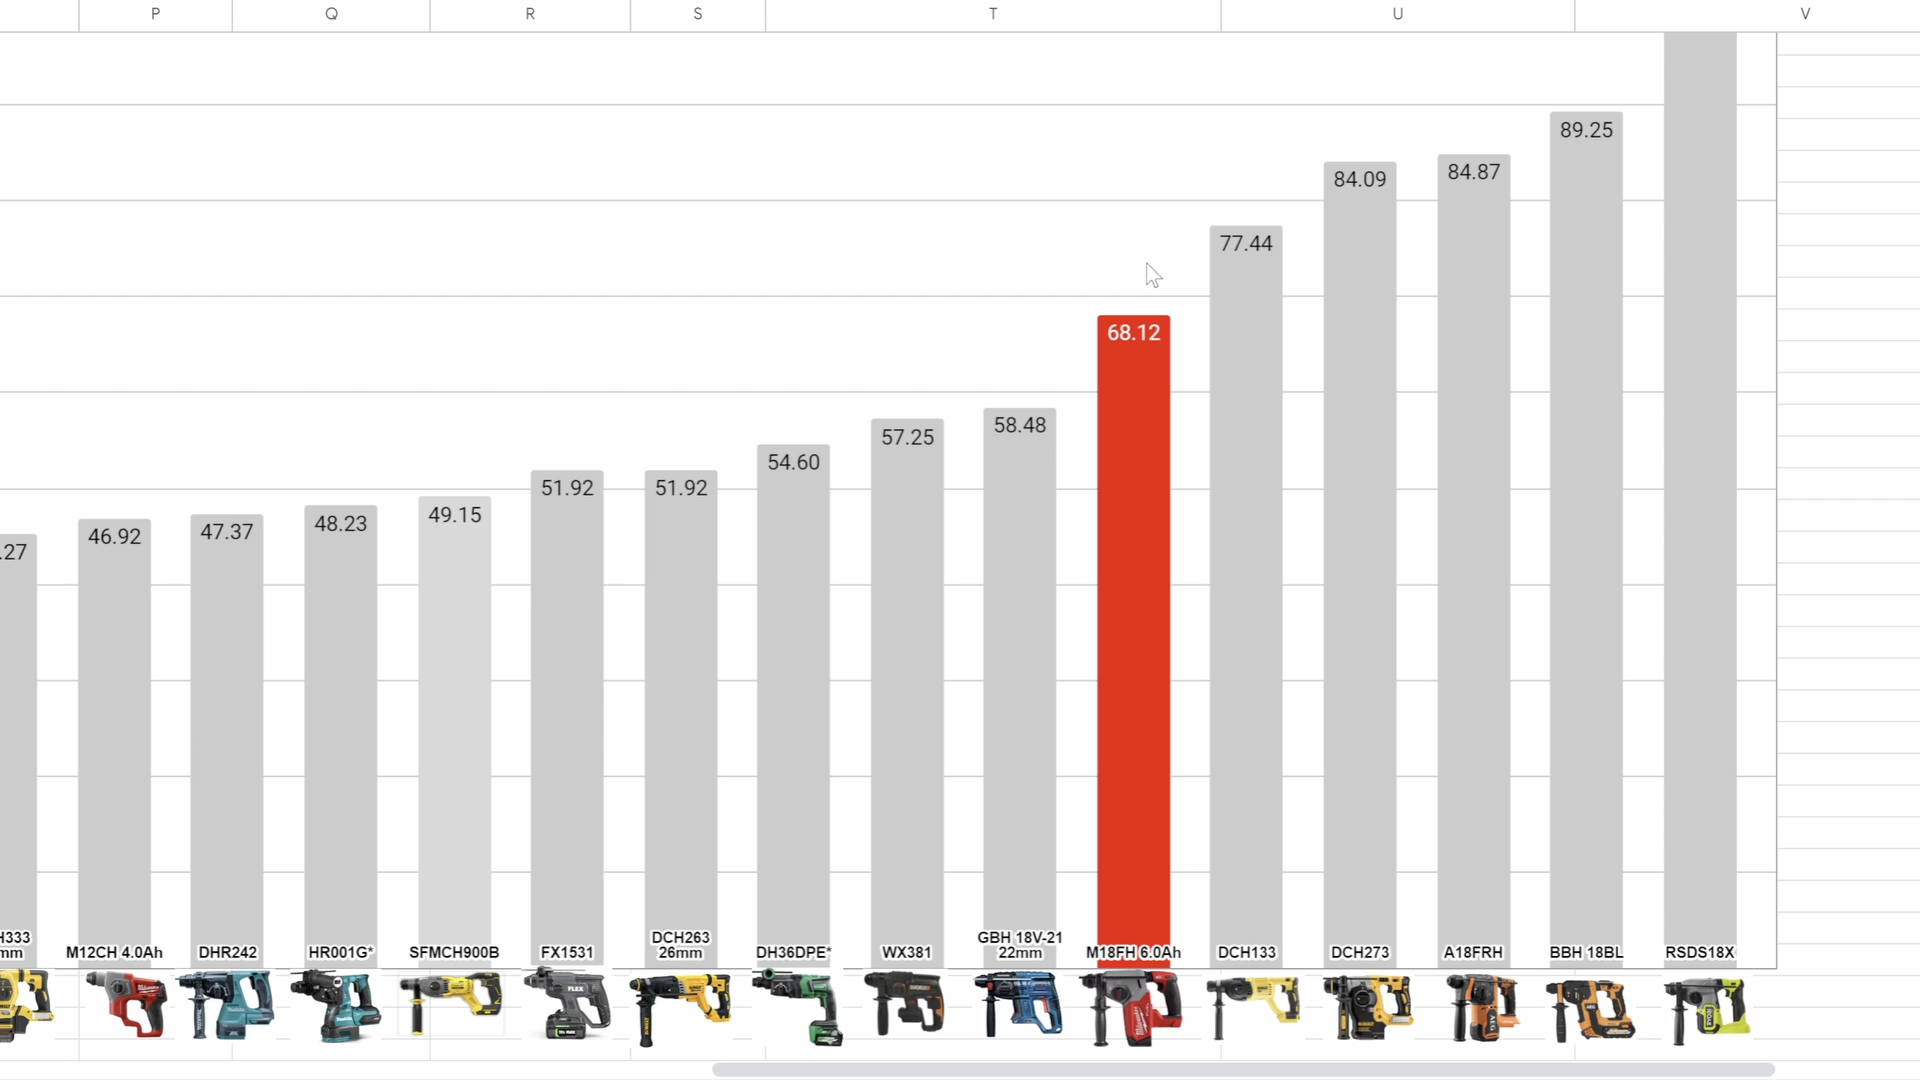 P Q R S T U V
89.25
84.87
84.09
77.44
68.12
58.48
57.25
54.60
51.92 51.92
49.15
48.23
47.37
46.92
.27
H333
mm
M12CH 4.0Ah
DHR242
HR001G*
SFMCH900B
FX1531
DCH263
26mm
DH36DPE*
WX381
GBH 18V-21
22mm
M18FH 6.0Ah
DCH133
DCH273
A18FRH
BBH 18BL
RSDS18X
FLEX